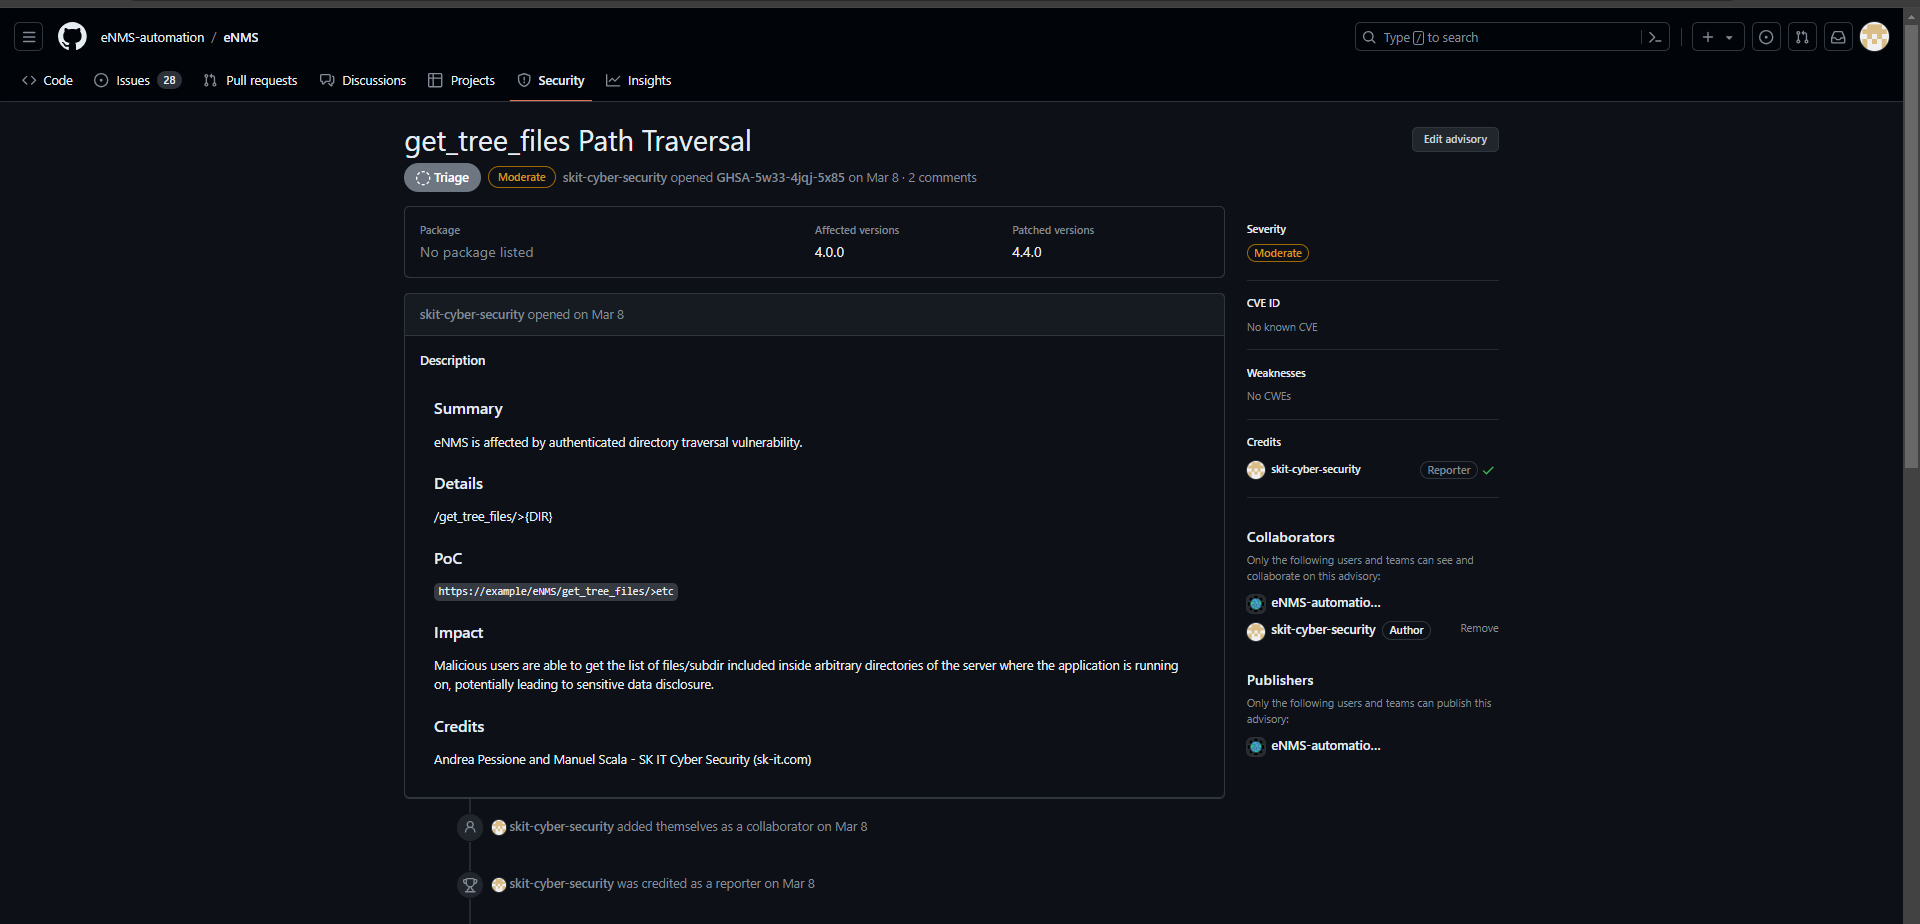 eNMS-automation / eNMS
Type / to search
Code
Issues 28
Pull requests
Discussions
Projects
Security
Insights
get_tree_files Path Traversal
Edit advisory
Triage
Moderate
skit-cyber-security opened GHSA-5w33-4jqj-5x85 on Mar 8 · 2 comments
Package
No package listed
Affected versions
4.0.0
Patched versions
4.4.0
skit-cyber-security opened on Mar 8
Description
Summary
eNMS is affected by authenticated directory traversal vulnerability.
Details
/get_tree_files/>{DIR}
PoC
https://example/eNMS/get_tree_files/>etc
Impact
Malicious users are able to get the list of files/subdir included inside arbitrary directories of the server where the application is running
on, potentially leading to sensitive data disclosure.
Credits
Andrea Pessione and Manuel Scala - SK IT Cyber Security (sk-it.com)
skit-cyber-security added themselves as a collaborator on Mar 8
skit-cyber-security was credited as a reporter on Mar 8
Severity
Moderate
CVE ID
No known CVE
Weaknesses
No CWEs
Credits
skit-cyber-security Reporter
Collaborators
Only the following users and teams can see and
collaborate on this advisory:
eNMS-automatio...
skit-cyber-security Author Remove
Publishers
Only the following users and teams can publish this
advisory:
eNMS-automatio...